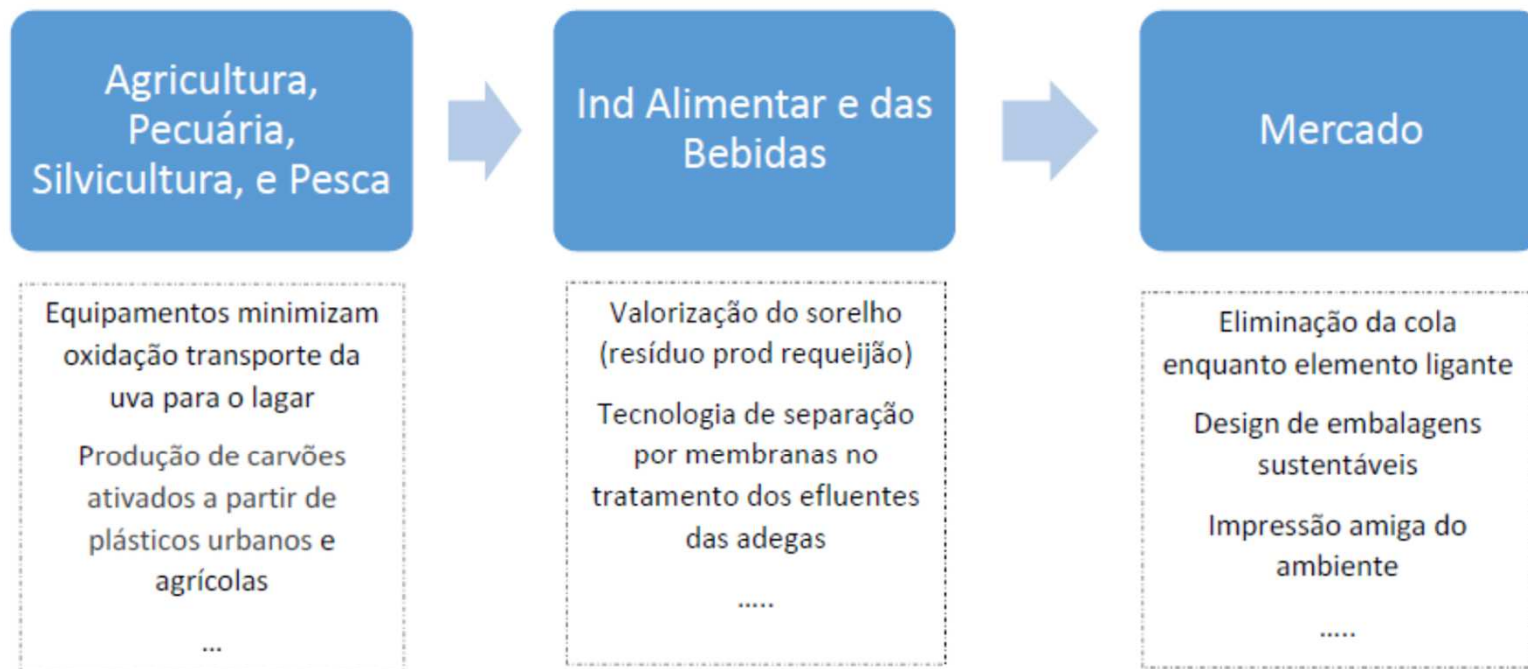 Agricultura,
Pecuária,
Silvicultura, e Pesca
Ind Alimentar e das
Bebidas
Mercado
Equipamentos minimizam
oxidação transporte da
uva para o lagar
Produção de carvões
ativados a partir de
plásticos urbanos e
agrícolas
...
Valorização do sorelho
(resíduo prod requeijão)
Tecnologia de separação
por membranas no
tratamento dos efluentes
das adegas
.....
Eliminação da cola
enquanto elemento ligante
Design de embalagens
sustentáveis
Impressão amiga do
ambiente
.....